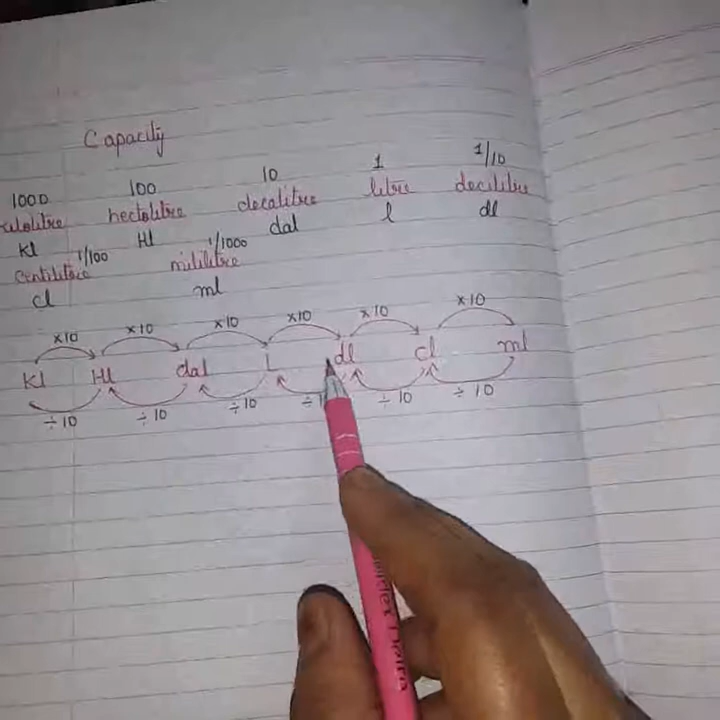 Capacity
1000 100 10 1 1/10
kilolitre hectolitre decalitre litre decilitre
Kl Hl dal l dl
Centilitre 1/100 mililitre 1/1000
cl ml
×10 ×10 ×10 ×10 ×10 ×10
Kl Hl dal L dl cl ml
÷10 ÷10 ÷10 ÷1 ÷10 ÷10